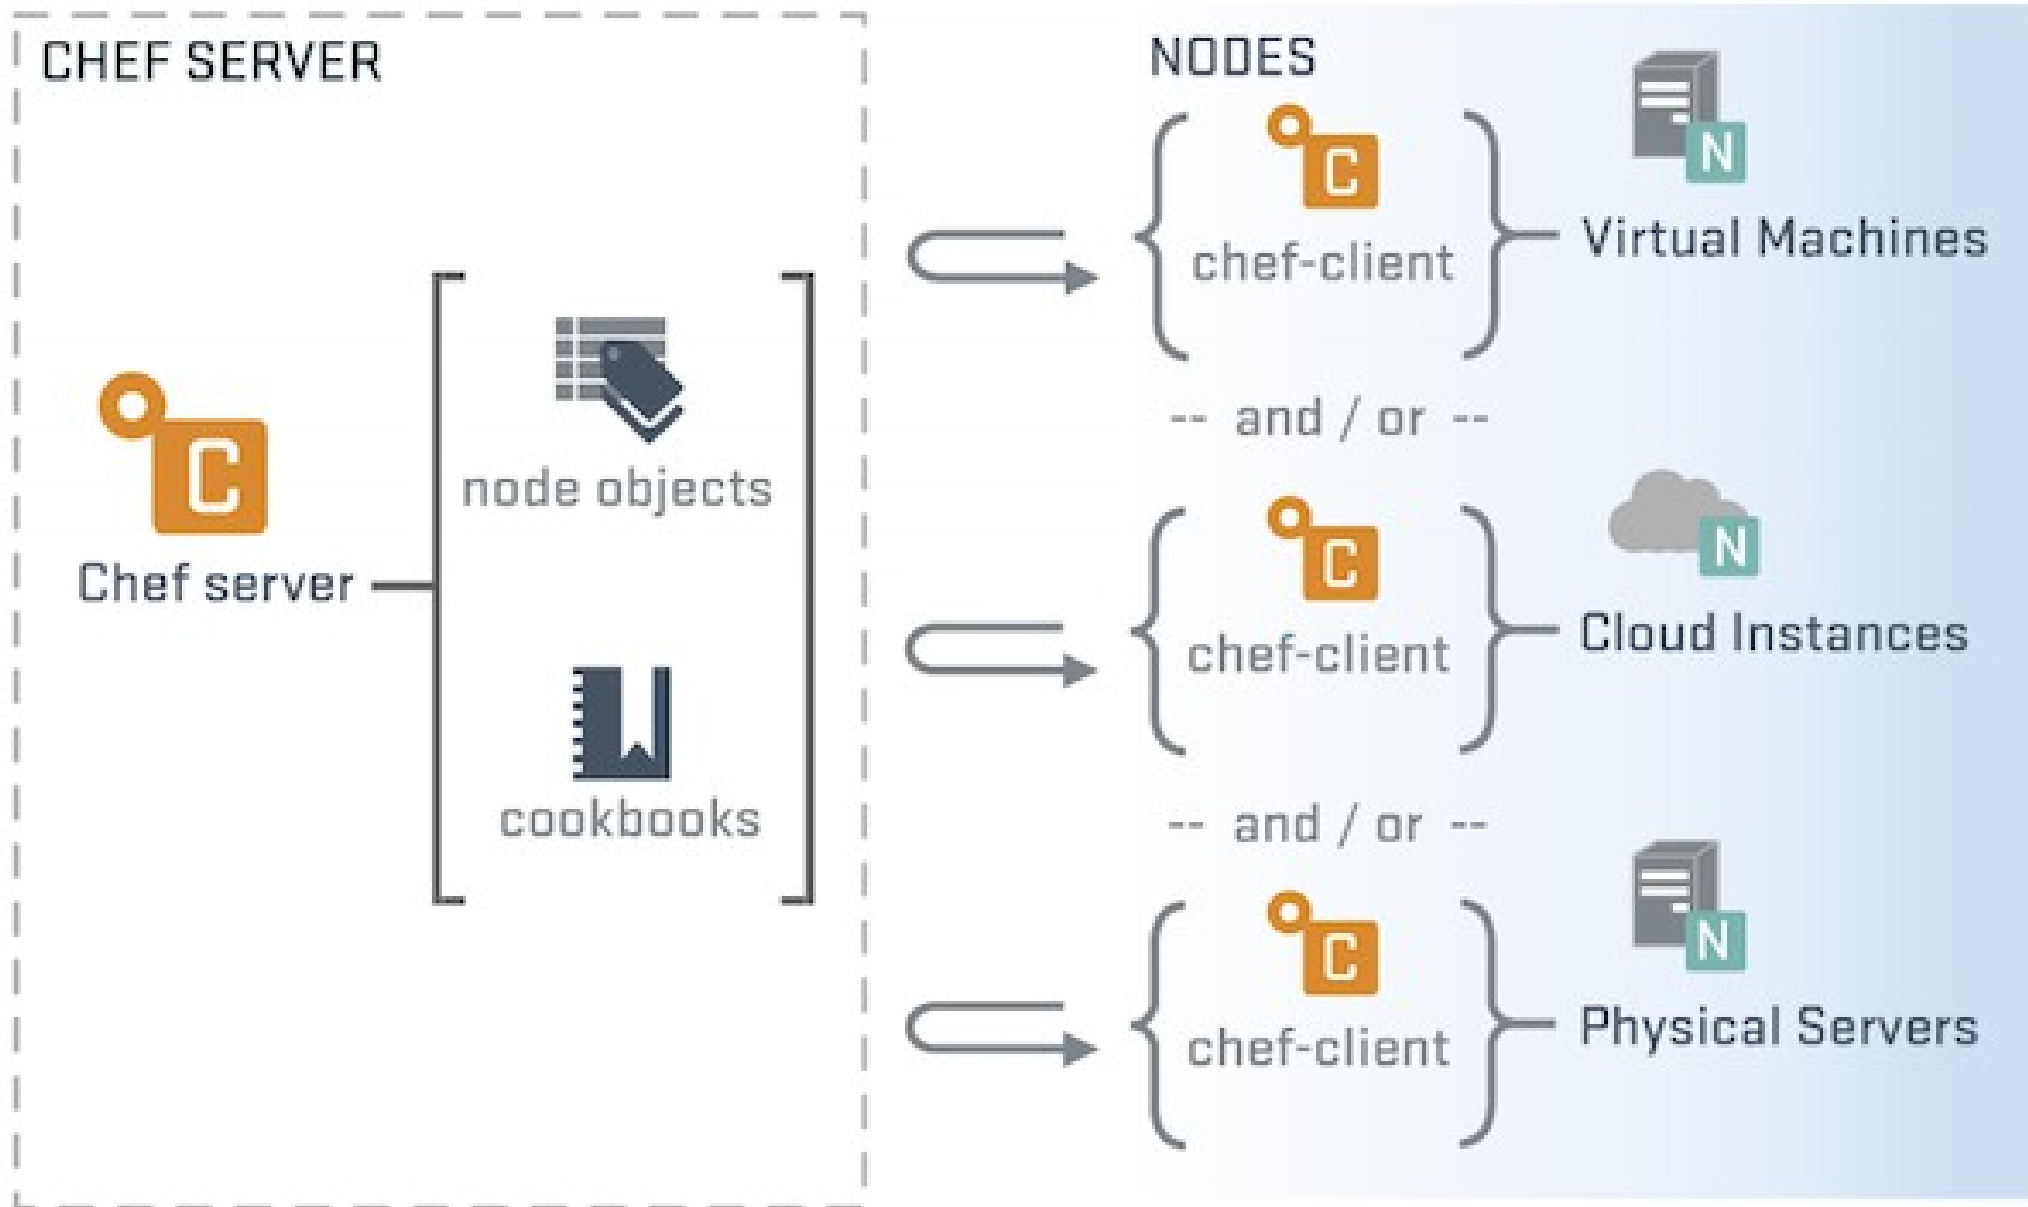 CHEF SERVER
C
Chef server
node objects
cookbooks
NODES
C
chef-client
N
Virtual Machines
-- and / or --
C
chef-client
N
Cloud Instances
-- and / or --
C
chef-client
N
Physical Servers